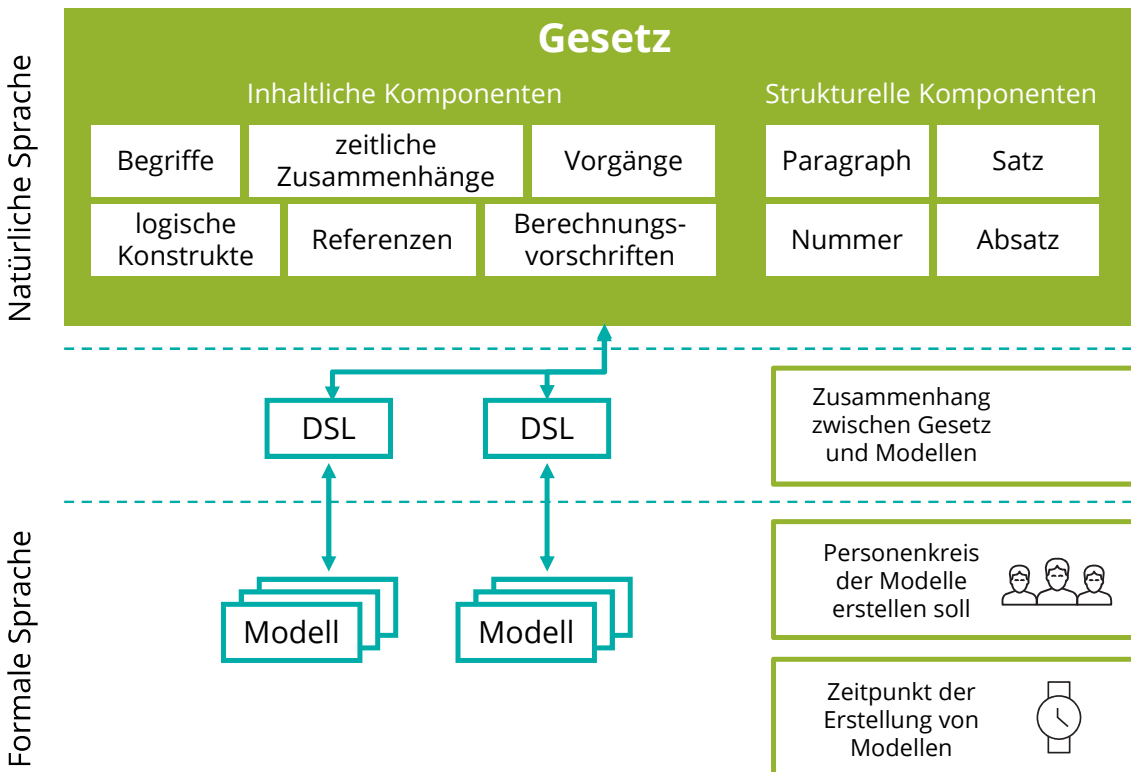 Natürliche Sprache
Gesetz
Inhaltliche Komponenten
Begriffe
zeitliche
Zusammenhänge
Vorgänge
logische
Konstrukte
Referenzen
Berechnungs-
vorschriften
Strukturelle Komponenten
Paragraph
Satz
Nummer
Absatz
DSL
DSL
Zusammenhang
zwischen Gesetz
und Modellen
Formale Sprache
Modell
Modell
Personenkreis
der Modelle
erstellen soll
Zeitpunkt der
Erstellung von
Modellen